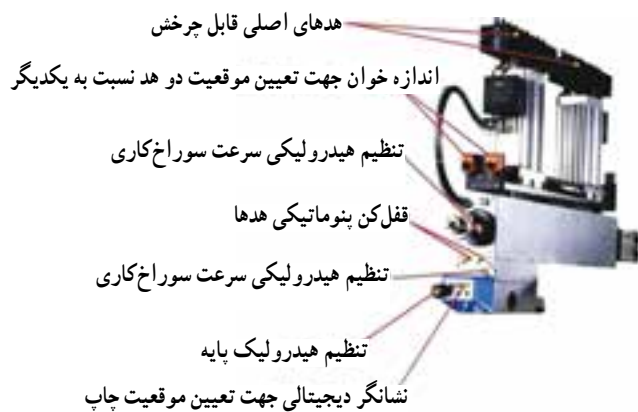 هدهای اصلی قابل چرخش
اندازه خوان جهت تعیین موقعیت دو هد نسبت به یکدیگر
تنظیم هیدرولیکی سرعت سوراخ‌کاری
قفل‌کن پنوماتیکی هدها
تنظیم هیدرولیکی سرعت سوراخ‌کاری
تنظیم هیدرولیک پایه
نشانگر دیجیتالی جهت تعیین موقعیت چاپ